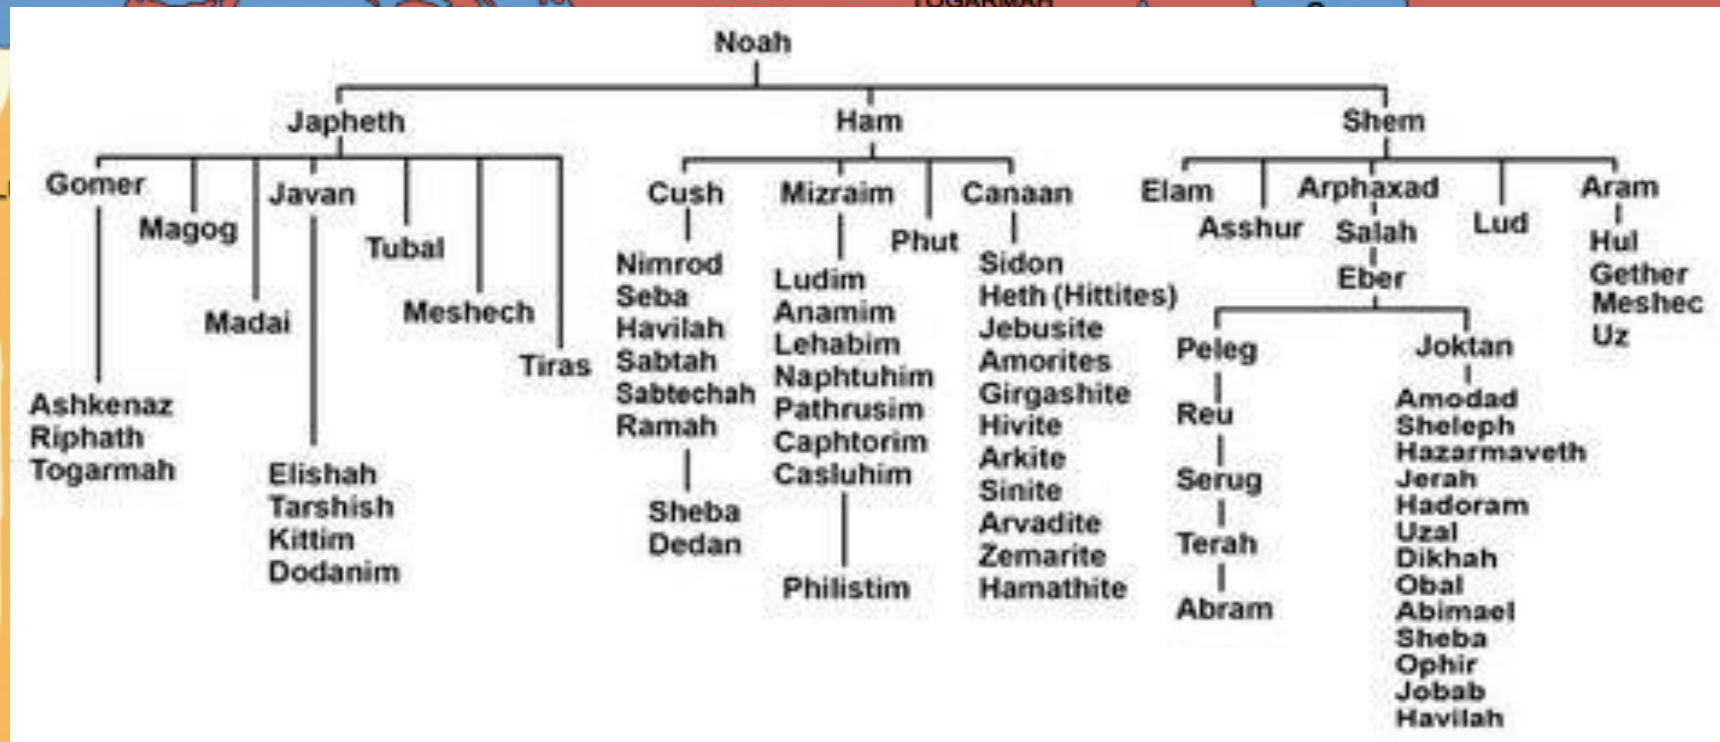 TOGARMAH
Noah
Japheth Ham Shem
Gomer Magog Madai Javan Tubal Meshech Tiras
Ashkenaz
Riphath
Togarmah
Elishah
Tarshish
Kittim
Dodanim
Cush Mizraim Phut Canaan
Nimrod
Seba
Havilah
Sabtah
Sabtechah
Ramah
Sheba
Dedan
Ludim
Anamim
Lehabim
Naphtuhim
Pathrusim
Caphtorim
Casluhim
Philistim
Sidon
Heth (Hittites)
Jebusite
Amorites
Girgashite
Hivite
Arkite
Sinite
Arvadite
Zemarite
Hamathite
Elam Asshur Arphaxad Lud Aram
Salah
Eber
Peleg
Reu
Serug
Terah
Abram
Joktan
Amodad
Sheleph
Hazarmaveth
Jerah
Hadoram
Uzal
Dikhah
Obal
Abimael
Sheba
Ophir
Jobab
Havilah
Hul
Gether
Meshec
Uz